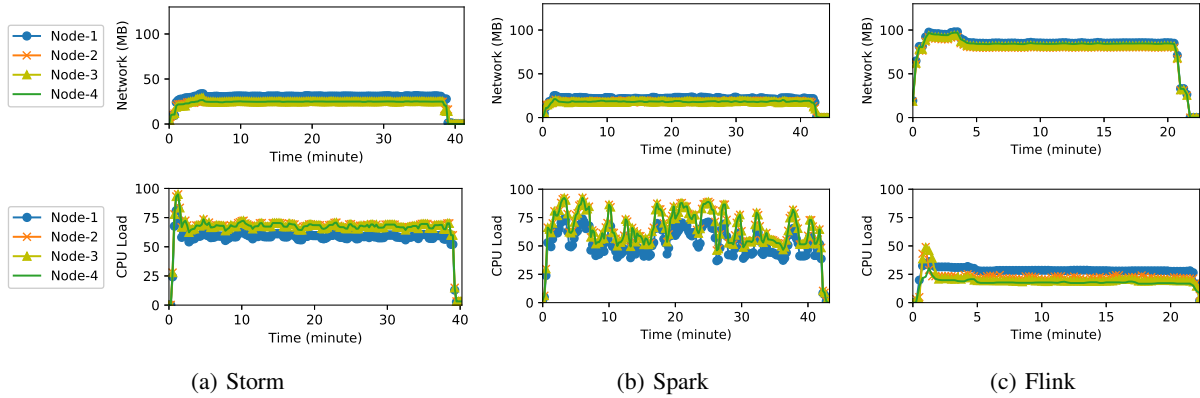 Node-1
Node-2
Node-3
Node-4
Network (MB)
100
50
0
0 10 20 30 40
Time (minute)
Network (MB)
100
50
0
0 10 20 30 40
Time (minute)
Network (MB)
100
50
0
0 5 10 15 20
Time (minute)
Node-1
Node-2
Node-3
Node-4
CPU Load
100
75
50
25
0
0 10 20 30 40
Time (minute)
CPU Load
100
75
50
25
0
0 10 20 30 40
Time (minute)
CPU Load
100
75
50
25
0
0 5 10 15 20
Time (minute)
(a) Storm
(b) Spark
(c) Flink